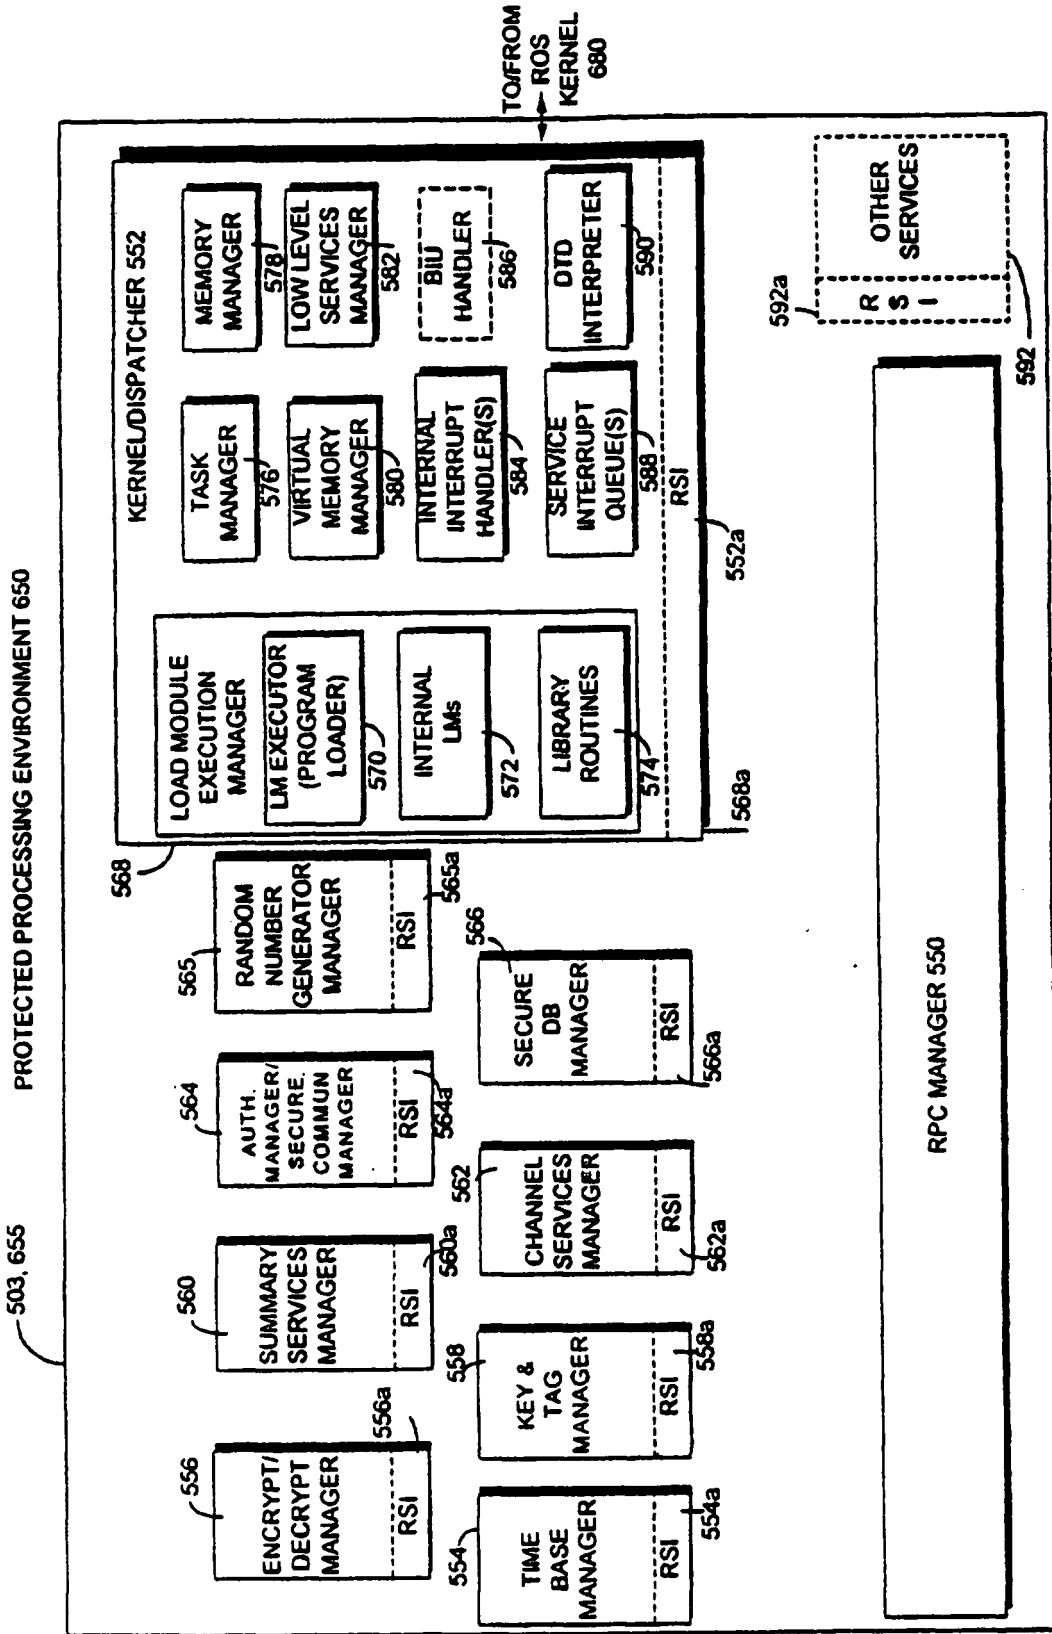 PROTECTED PROCESSING ENVIRONMENT 650
503, 655
KERNEL/DISPATCHER 552
568
LOAD MODULE
EXECUTION
MANAGER
LM EXECUTOR
(PROGRAM
LOADER)
570
INTERNAL
LMs
572
LIBRARY
ROUTINES
574
568a
TASK
MANAGER
576
MEMORY
MANAGER
578
VIRTUAL
MEMORY
MANAGER
580
LOW LEVEL
SERVICES
MANAGER
582
INTERNAL
INTERRUPT
HANDLER(S)
584
BIU
HANDLER
586
SERVICE
INTERRUPT
QUEUE(S)
588
DTD
INTERPRETER
590
RSI
552a
TO/FROM
ROS
KERNEL
680
556
ENCRYPT/
DECRYPT
MANAGER
RSI
556a
560
SUMMARY
SERVICES
MANAGER
RSI
560a
564
AUTH.
MANAGER/
SECURE.
COMMUN
MANAGER
RSI
564a
565
RANDOM
NUMBER
GENERATOR
MANAGER
RSI
565a
554
TIME
BASE
MANAGER
RSI
554a
558
KEY &
TAG
MANAGER
RSI
558a
562
CHANNEL
SERVICES
MANAGER
RSI
562a
566
SECURE
DB
MANAGER
RSI
566a
592a
R
S
I
OTHER
SERVICES
592
RPC MANAGER 550